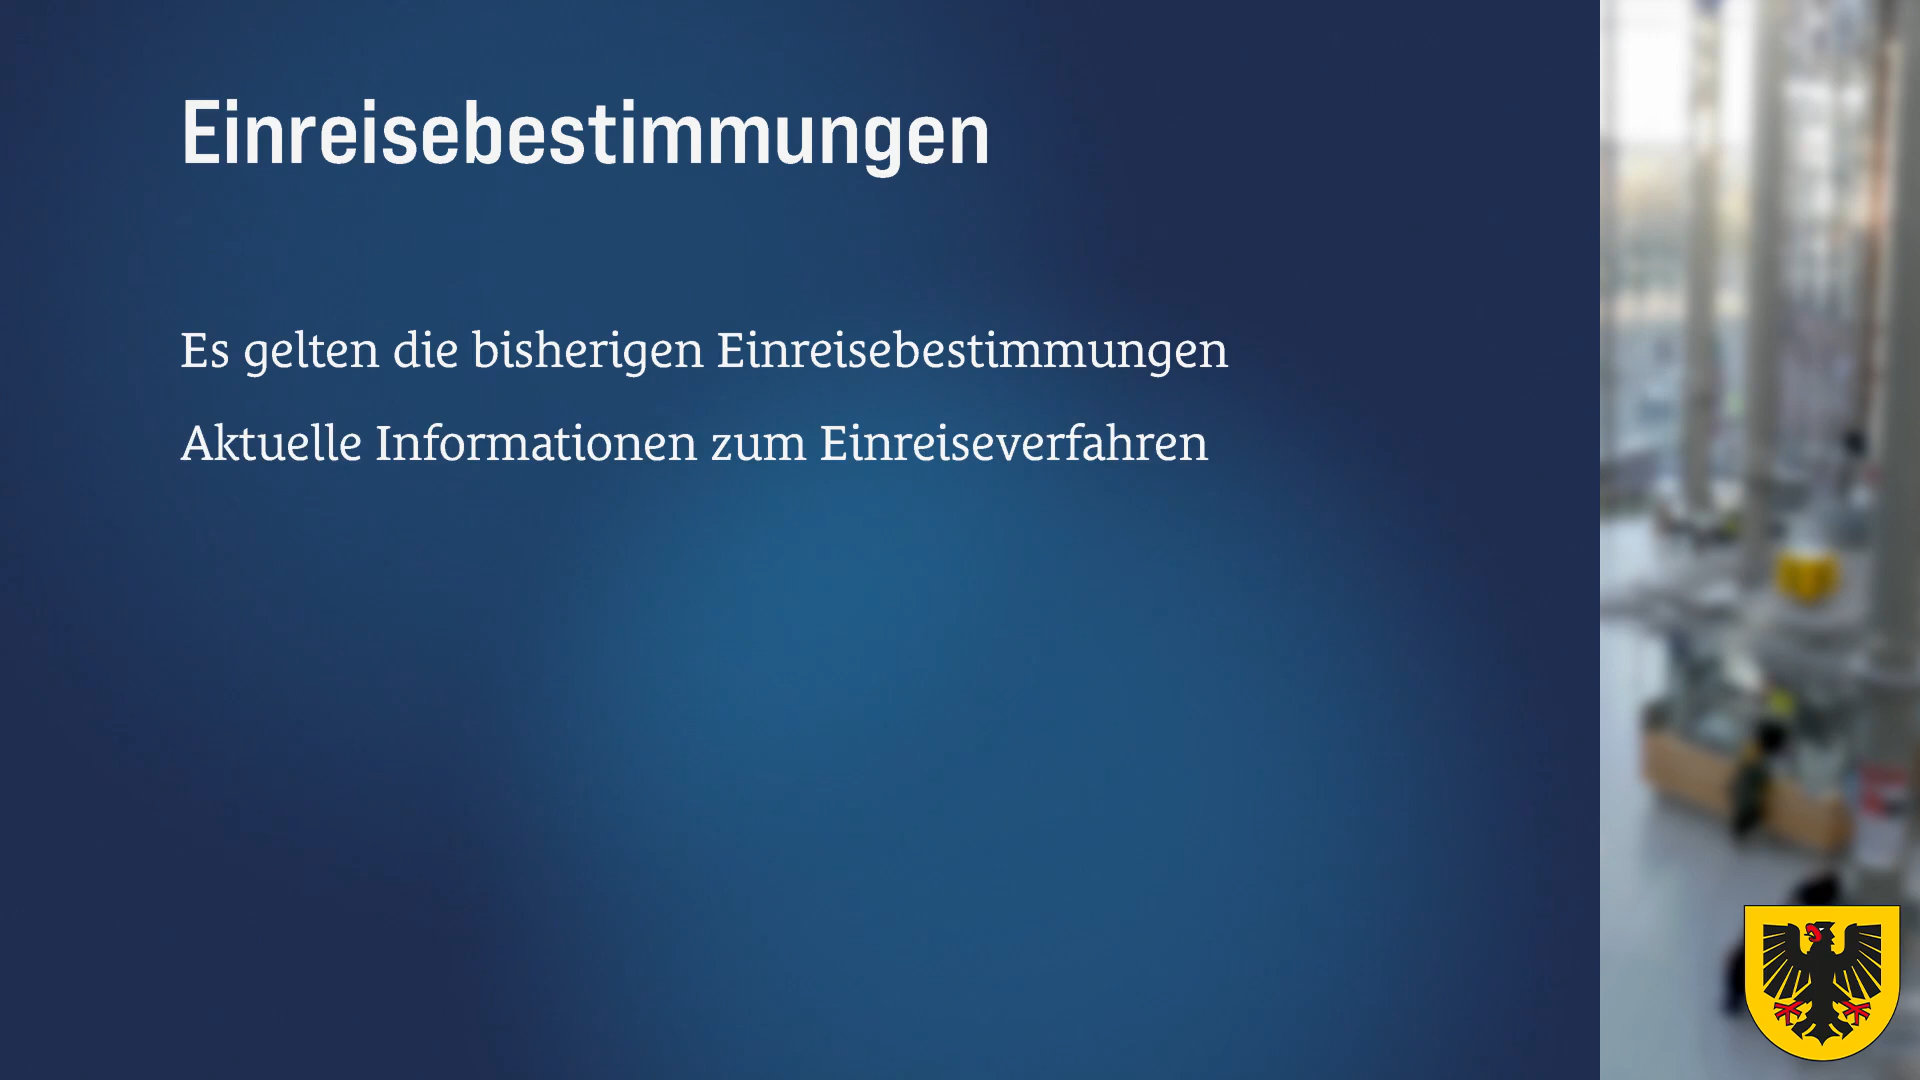 Einreisebestimmungen
Es gelten die bisherigen Einreisebestimmungen
Aktuelle Informationen zum Einreiseverfahren